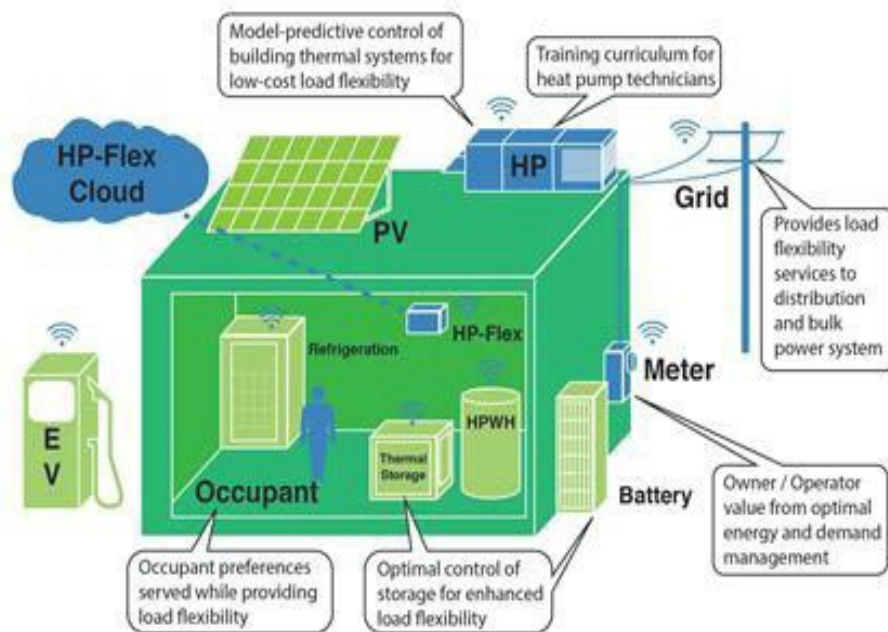 Model-predictive control of
building thermal systems for
low-cost load flexibility
Training curriculum for
heat pump technicians
HP-Flex
Cloud
HP
PV
Grid
Provides load
flexibility
services to
distribution
and bulk
power system
Refrigeration
HP-Flex
Meter
E
V
HPWH
Thermal
Storage
Occupant
Battery
Owner / Operator
value from optimal
energy and demand
management
Occupant preferences
served while providing
load flexibility
Optimal control of
storage for enhanced
load flexibility